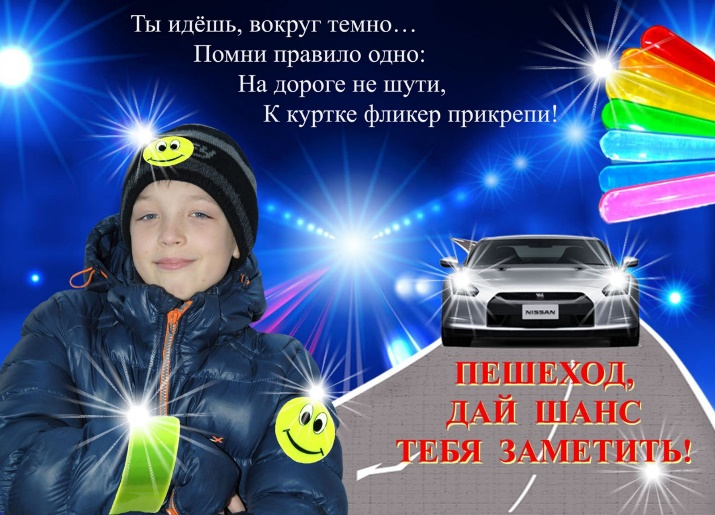 Ты идёшь, вокруг темно…
Помни правило одно:
На дороге не шути,
К куртке фликер прикрепи!
NISSAN
ПЕШЕХОД,
ДАЙ ШАНС
ТЕБЯ ЗАМЕТИТЬ!